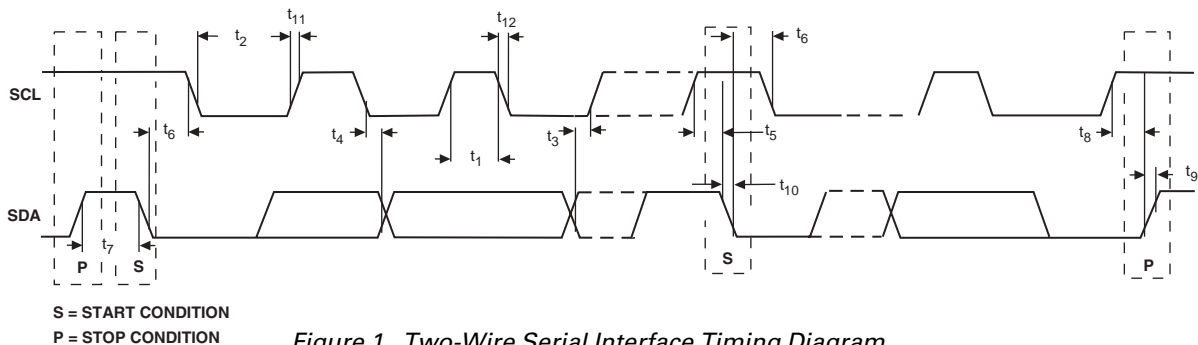 t11 t12
t2 t6
SCL
t6 t4 t3 t5 t8
t1
t10 t9
SDA
t7
P S S P
S = START CONDITION
P = STOP CONDITION
Figure 1. Two-Wire Serial Interface Timing Diagram